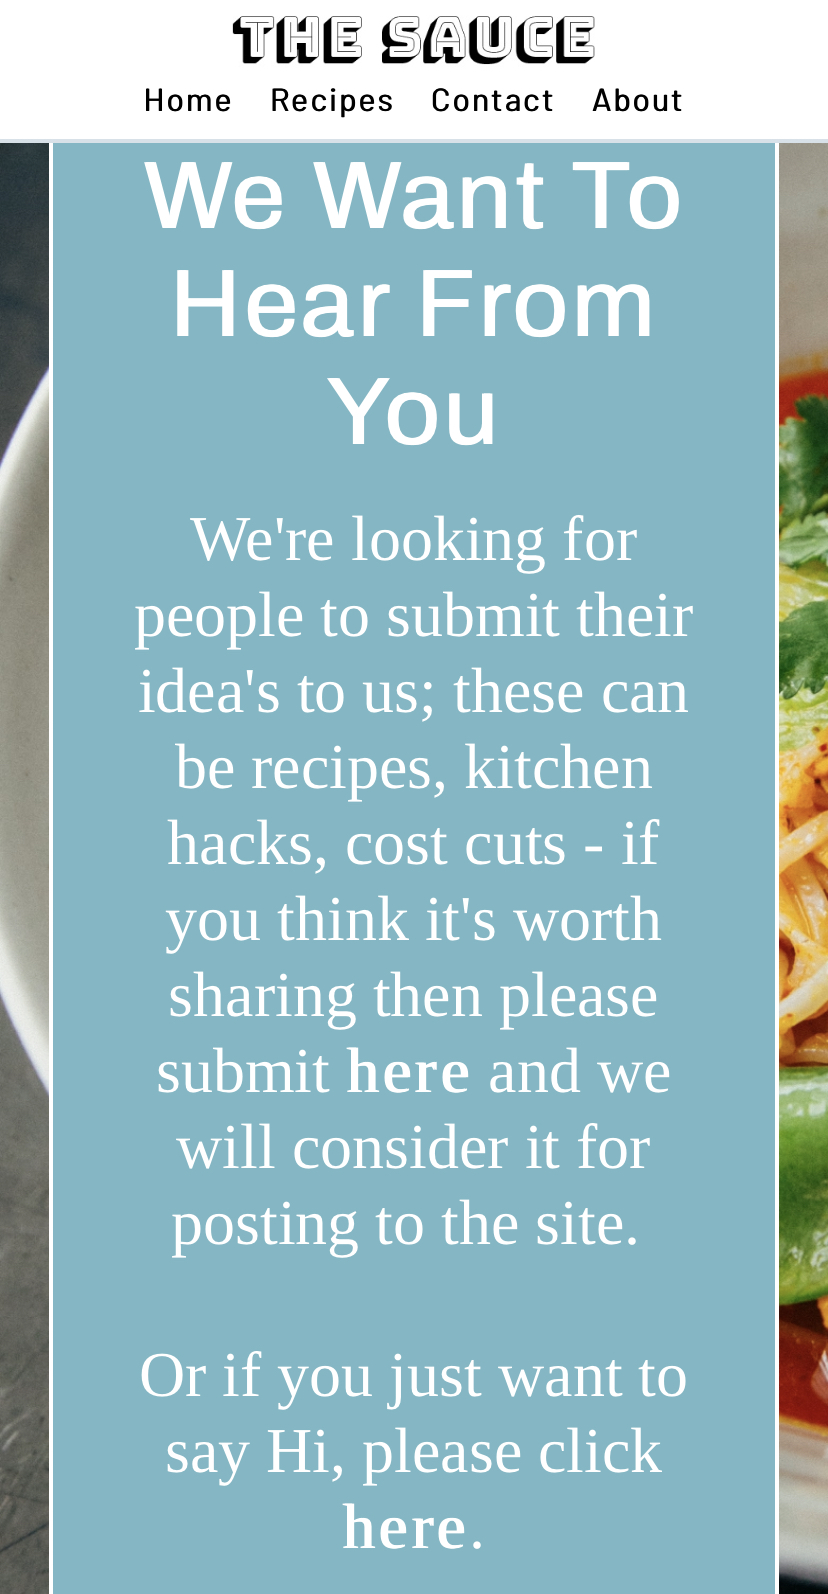 THE SAUCE
Home Recipes Contact About
We Want To
Hear From
You
We're looking for
people to submit their
idea's to us; these can
be recipes, kitchen
hacks, cost cuts - if
you think it's worth
sharing then please
submit here and we
will consider it for
posting to the site.
Or if you just want to
say Hi, please click
here.